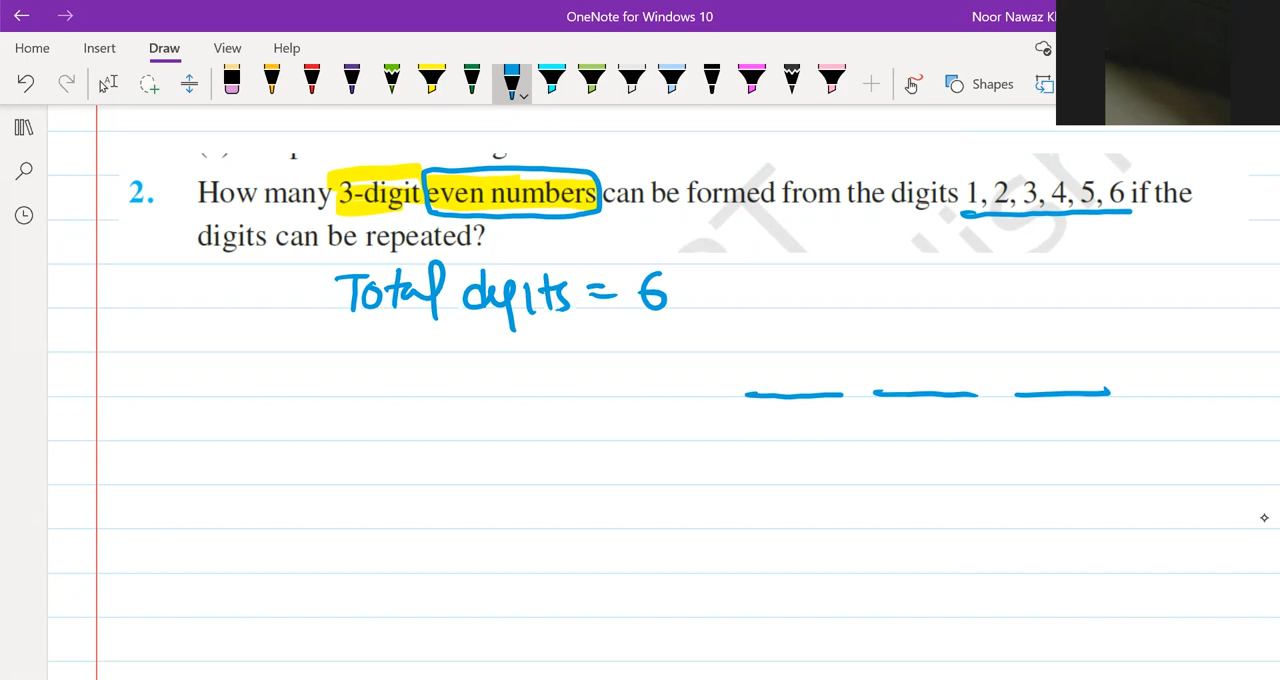 OneNote for Windows 10
Noor Nawaz Kh
Home Insert Draw View Help
Shapes
2. How many 3-digit even numbers can be formed from the digits 1, 2, 3, 4, 5, 6 if the
digits can be repeated?
Total digits = 6